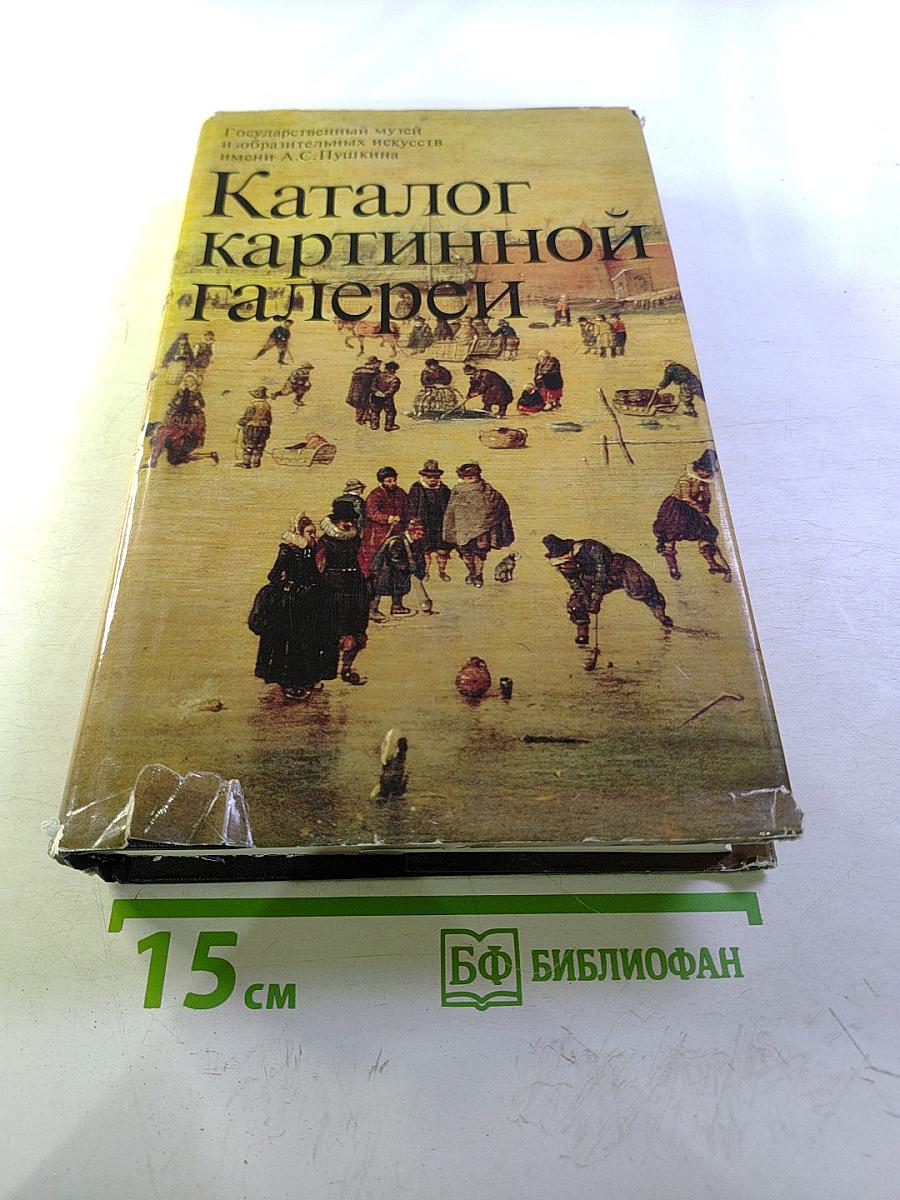 Государственный музей
изобразительных искусств
имени А.С.Пушкина
Каталог
картинной
галереи
15 см
БФ БИБЛИОФАН